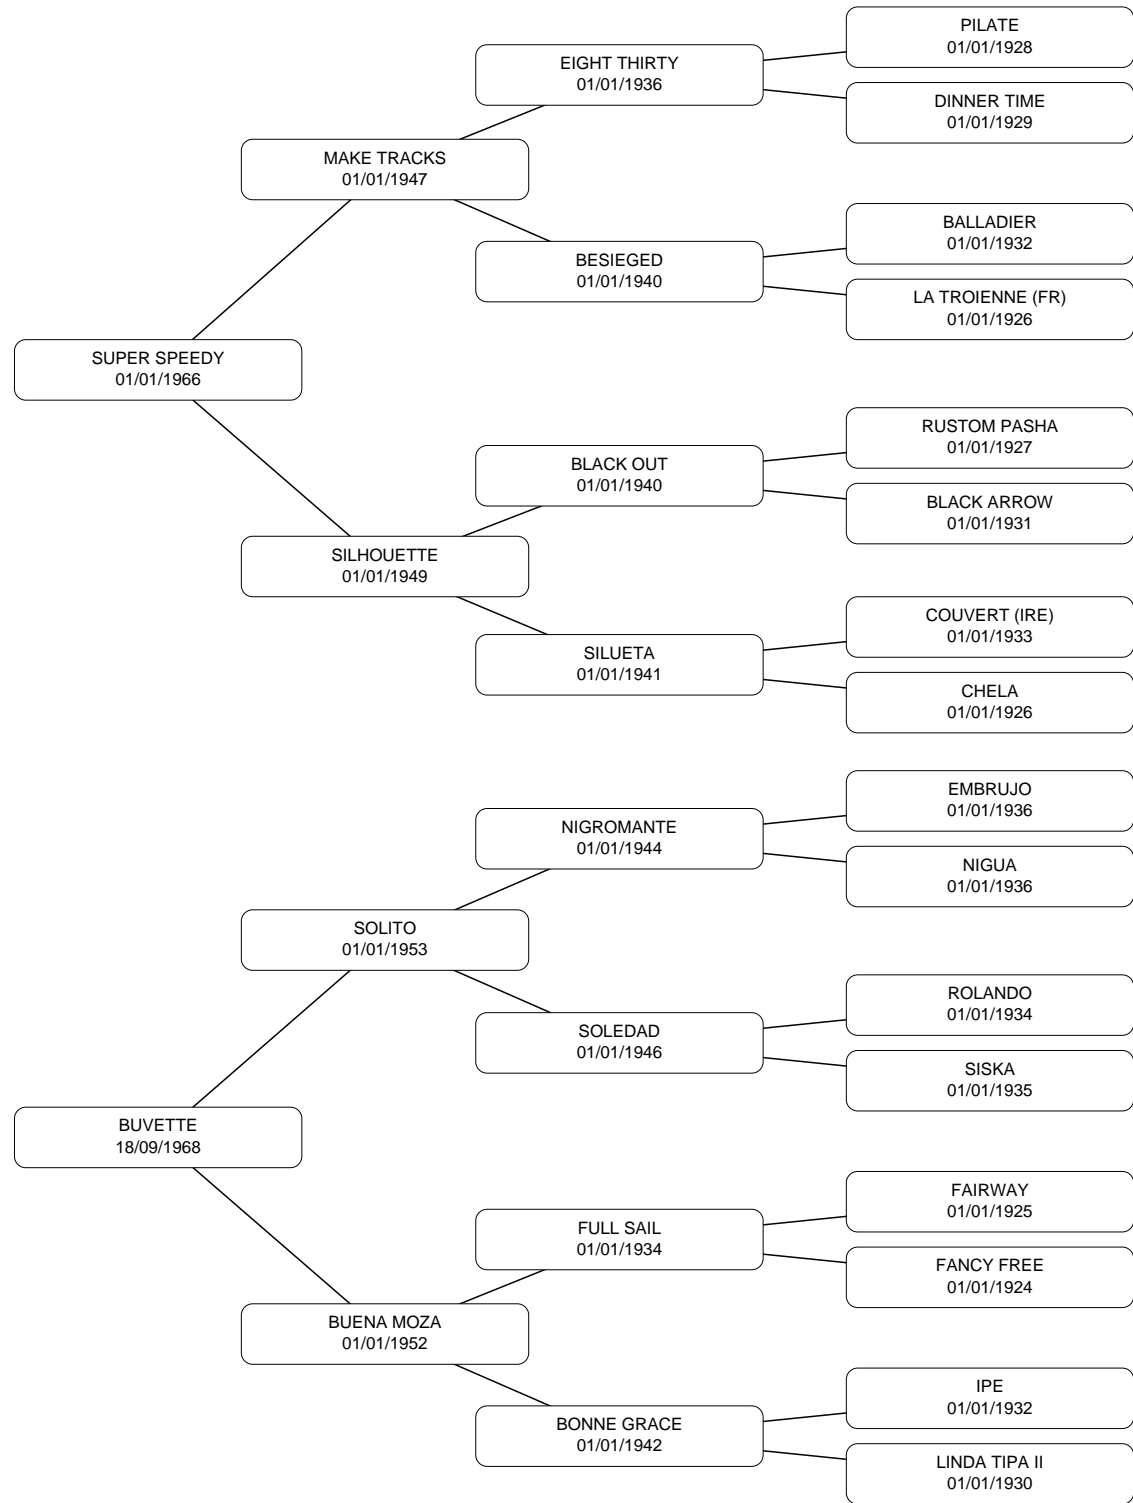 PILATE
01/01/1928
EIGHT THIRTY
01/01/1936
DINNER TIME
01/01/1929
MAKE TRACKS
01/01/1947
BALLADIER
01/01/1932
BESIEGED
01/01/1940
LA TROIENNE (FR)
01/01/1926
SUPER SPEEDY
01/01/1966
RUSTOM PASHA
01/01/1927
BLACK OUT
01/01/1940
BLACK ARROW
01/01/1931
SILHOUETTE
01/01/1949
COUVERT (IRE)
01/01/1933
SILUETA
01/01/1941
CHELA
01/01/1926
EMBRUJO
01/01/1936
NIGROMANTE
01/01/1944
NIGUA
01/01/1936
SOLITO
01/01/1953
ROLANDO
01/01/1934
SOLEDAD
01/01/1946
SISKA
01/01/1935
BUVETTE
18/09/1968
FAIRWAY
01/01/1925
FULL SAIL
01/01/1934
FANCY FREE
01/01/1924
BUENA MOZA
01/01/1952
IPE
01/01/1932
BONNE GRACE
01/01/1942
LINDA TIPA II
01/01/1930